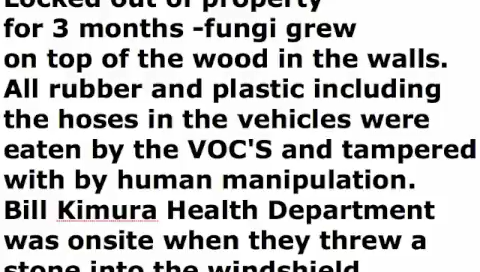 Locked out of property
for 3 months -fungi grew
on top of the wood in the walls.
All rubber and plastic including
the hoses in the vehicles were
eaten by the VOC'S and tampered
with by human manipulation.
Bill Kimura Health Department
was onsite when they threw a
stone into the windshield